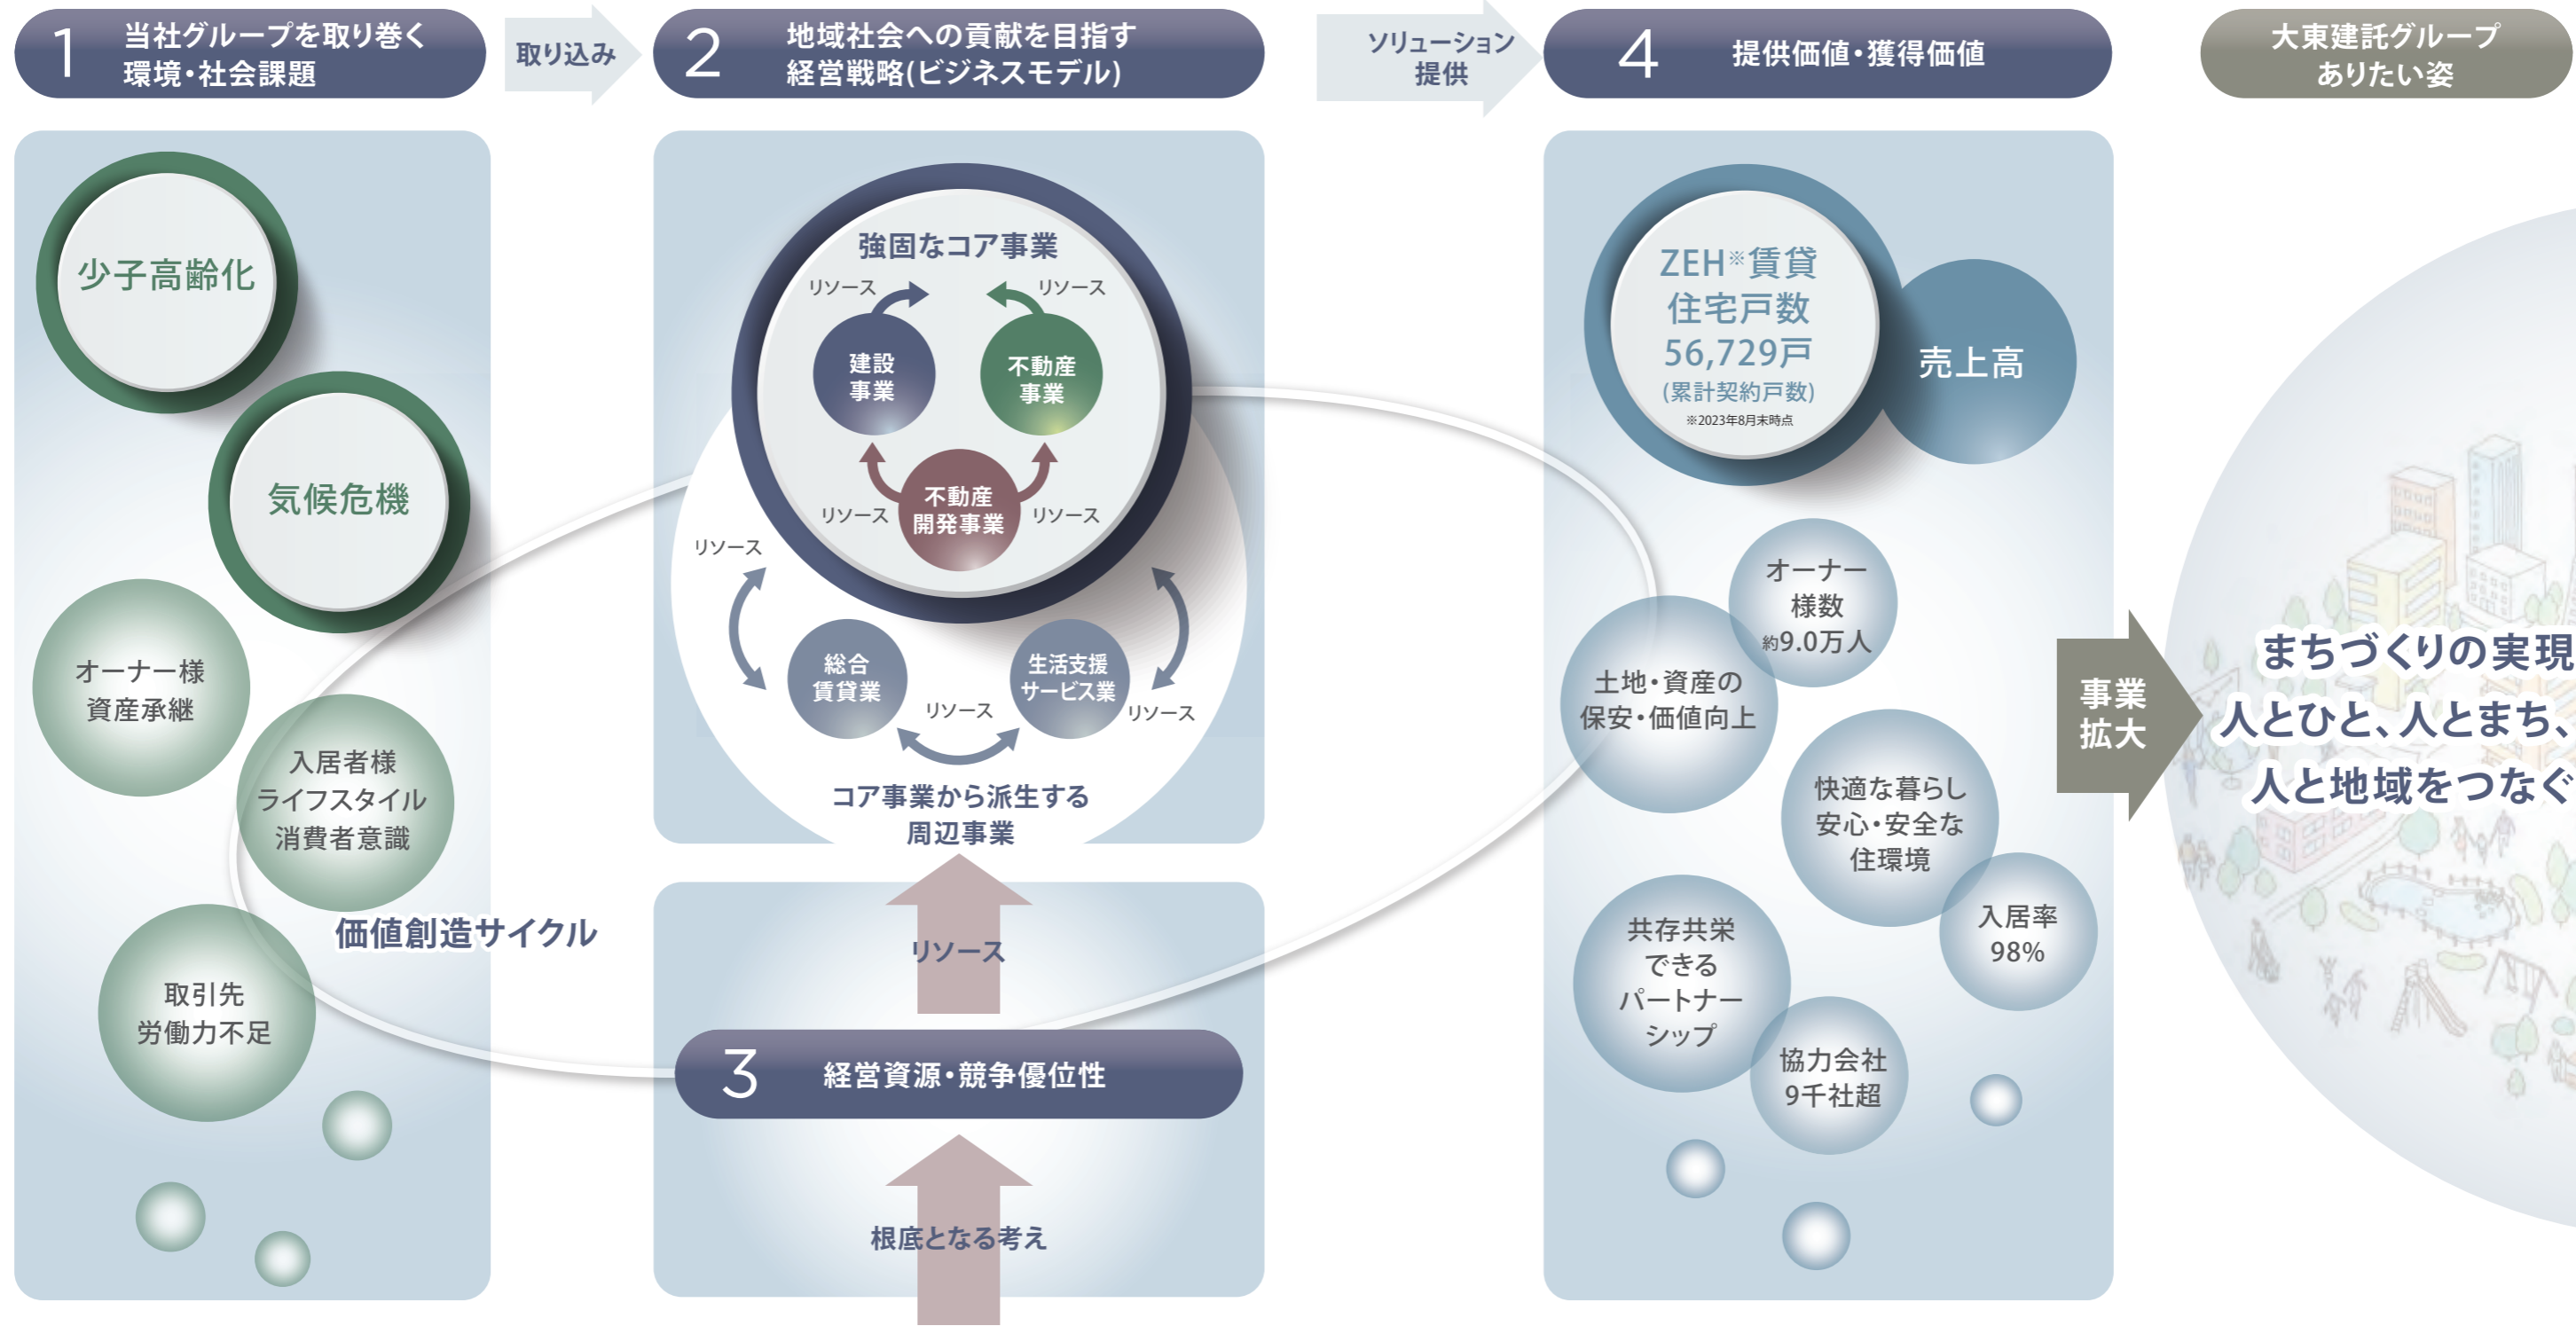 1
当社グループを取り巻く
環境・社会課題
取り込み
2
地域社会への貢献を目指す
経営戦略(ビジネスモデル)
ソリューション
提供
4
提供価値・獲得価値
大東建託グループ
ありたい姿
少子高齢化
気候危機
オーナー様
資産承継
入居者様
ライフスタイル
消費者意識
取引先
労働力不足
価値創造サイクル
強固なコア事業
リソース
リソース
建設
事業
不動産
事業
不動産
開発事業
リソース
リソース
リソース
総合
賃貸業
生活支援
サービス業
リソース
リソース
コア事業から派生する
周辺事業
リソース
3
経営資源・競争優位性
根底となる考え
ZEH※賃貸
住宅戸数
56,729戸
(累計契約戸数)
※2023年8月末時点
売上高
オーナー
様数
約9.0万人
土地・資産の
保安・価値向上
快適な暮らし
安心・安全な
住環境
入居率
98%
共存共栄
できる
パートナー
シップ
協力会社
9千社超
事業
拡大
まちづくりの実現
人とひと、人とまち、
人と地域をつなぐ